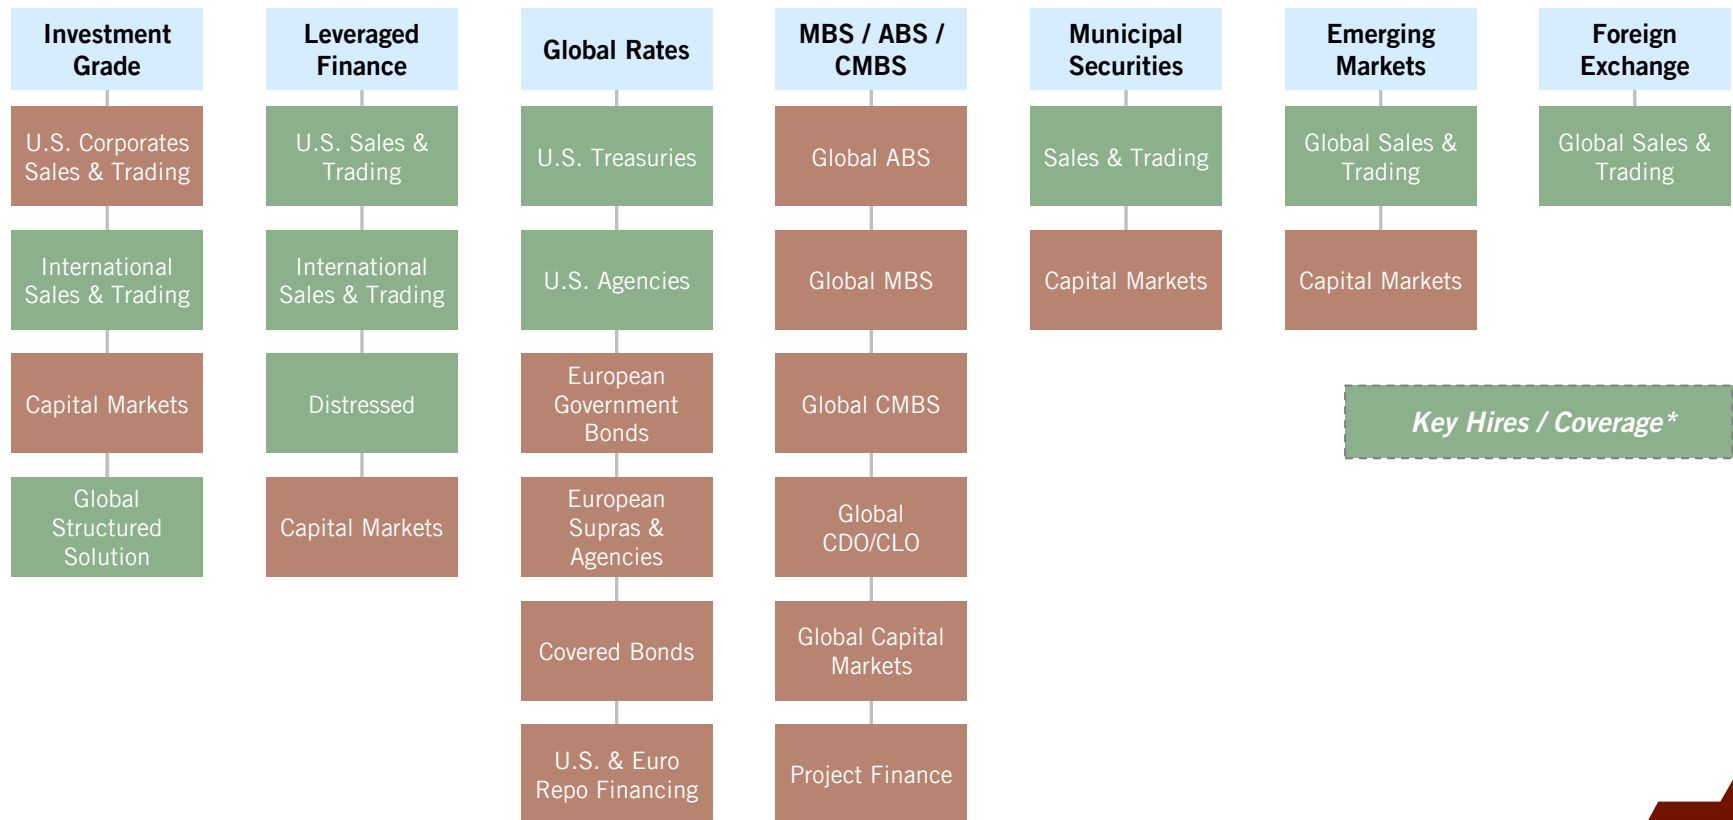 Investment
Grade
U.S. Corporates
Sales & Trading
International
Sales & Trading
Capital Markets
Global
Structured
Solution
Leveraged
Finance
U.S. Sales &
Trading
International
Sales & Trading
Distressed
Capital Markets
Global Rates
U.S. Treasuries
U.S. Agencies
European
Government
Bonds
European
Supras &
Agencies
Covered Bonds
U.S. & Euro
Repo Financing
MBS / ABS /
CMBS
Global ABS
Global MBS
Global CMBS
Global
CDO/CLO
Global Capital
Markets
Project Finance
Municipal
Securities
Sales & Trading
Capital Markets
Emerging
Markets
Global Sales &
Trading
Capital Markets
Foreign
Exchange
Global Sales &
Trading
Key Hires / Coverage*